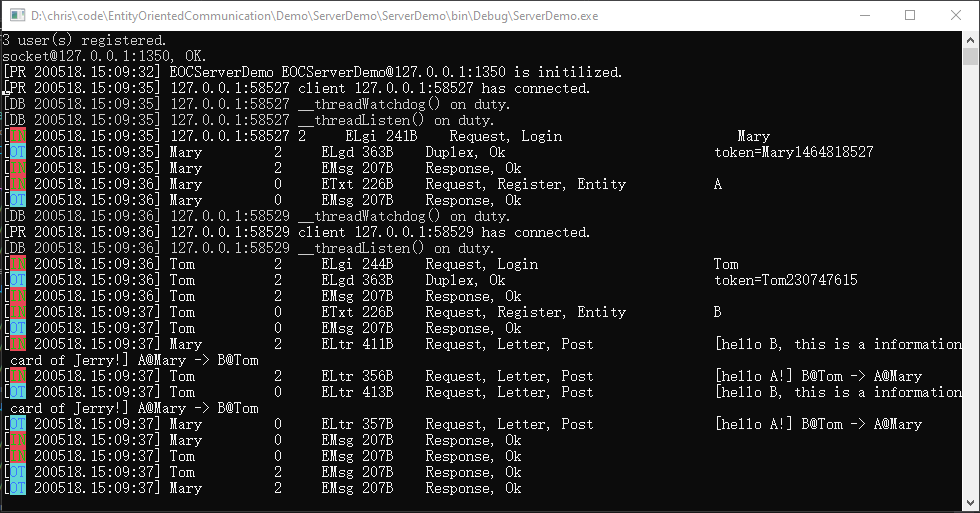 D:\chris\code\EntityOrientedCommunication\Demo\ServerDemo\ServerDemo\bin\Debug\ServerDemo.exe
3 user(s) registered.
socket@127.0.0.1:1350, OK.
[PR 200518.15:09:32] EOCServerDemo EOCServerDemo@127.0.0.1:1350 is initilized.
[PR 200518.15:09:35] 127.0.0.1:58527 client 127.0.0.1:58527 has connected.
[DB 200518.15:09:35] 127.0.0.1:58527 __threadWatchdog() on duty.
[DB 200518.15:09:35] 127.0.0.1:58527 __threadListen() on duty.
[ 200518.15:09:35] 127.0.0.1:58527 2 ELgi 241B Request, Login Mary
[OT 200518.15:09:35] Mary 2 ELgd 363B Duplex, Ok token=Mary1464818527
[ 200518.15:09:35] Mary 2 EMsg 207B Response, Ok
[ 200518.15:09:36] Mary 0 ETxt 226B Request, Register, Entity A
[OT 200518.15:09:36] Mary 0 EMsg 207B Response, Ok
[DB 200518.15:09:36] 127.0.0.1:58529 __threadWatchdog() on duty.
[PR 200518.15:09:36] 127.0.0.1:58529 client 127.0.0.1:58529 has connected.
[DB 200518.15:09:36] 127.0.0.1:58529 __threadListen() on duty.
[ 200518.15:09:36] Tom 2 ELgi 244B Request, Login Tom
[OT 200518.15:09:36] Tom 2 ELgd 363B Duplex, Ok token=Tom230747615
[ 200518.15:09:36] Tom 2 EMsg 207B Response, Ok
[ 200518.15:09:37] Tom 0 ETxt 226B Request, Register, Entity B
[OT 200518.15:09:37] Tom 0 EMsg 207B Response, Ok
[ 200518.15:09:37] Mary 2 ELtr 411B Request, Letter, Post [hello B, this is a information
card of Jerry!] A@Mary -> B@Tom
[ 200518.15:09:37] Tom 2 ELtr 356B Request, Letter, Post [hello A!] B@Tom -> A@Mary
[OT 200518.15:09:37] Tom 0 ELtr 413B Request, Letter, Post [hello B, this is a information
card of Jerry!] A@Mary -> B@Tom
[OT 200518.15:09:37] Mary 0 ELtr 357B Request, Letter, Post [hello A!] B@Tom -> A@Mary
[ 200518.15:09:37] Mary 0 EMsg 207B Response, Ok
[ 200518.15:09:37] Tom 0 EMsg 207B Response, Ok
[OT 200518.15:09:37] Tom 2 EMsg 207B Response, Ok
[OT 200518.15:09:37] Mary 2 EMsg 207B Response, Ok